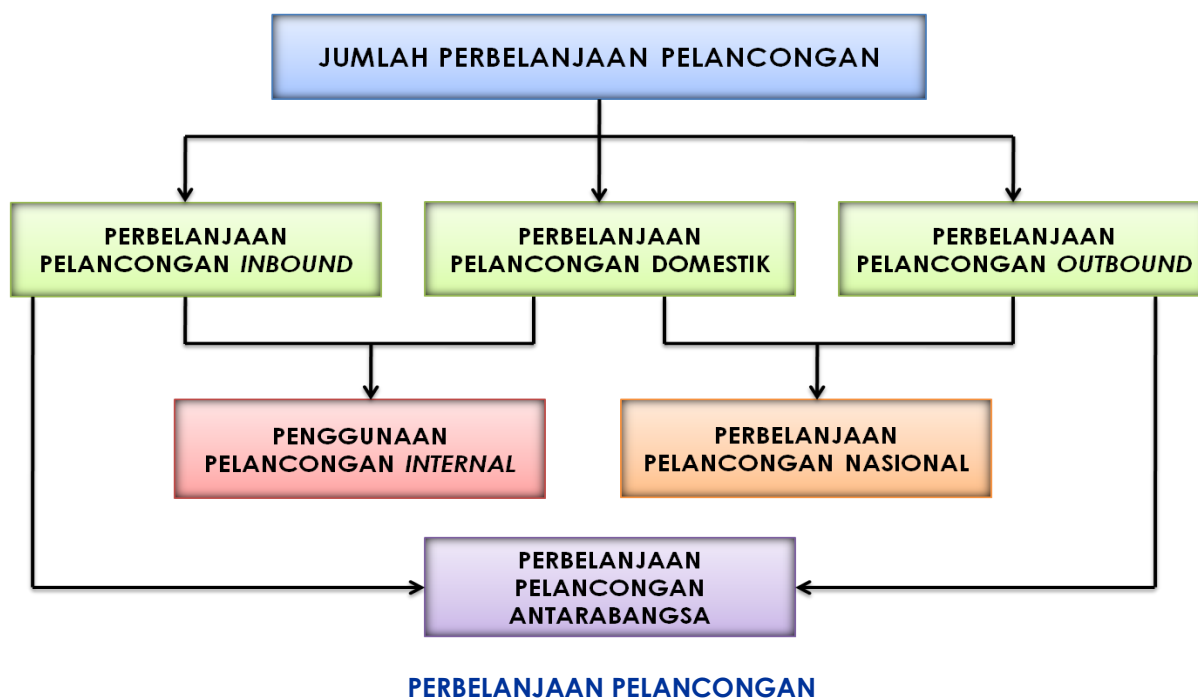 JUMLAH PERBELANJAAN PELANCONGAN
PERBELANJAAN
PELANCONGAN INBOUND
PERBELANJAAN
PELANCONGAN DOMESTIK
PERBELANJAAN
PELANCONGAN OUTBOUND
PENGGUNAAN
PELANCONGAN INTERNAL
PERBELANJAAN
PELANCONGAN NASIONAL
PERBELANJAAN
PELANCONGAN
ANTARABANGSA
PERBELANJAAN PELANCONGAN